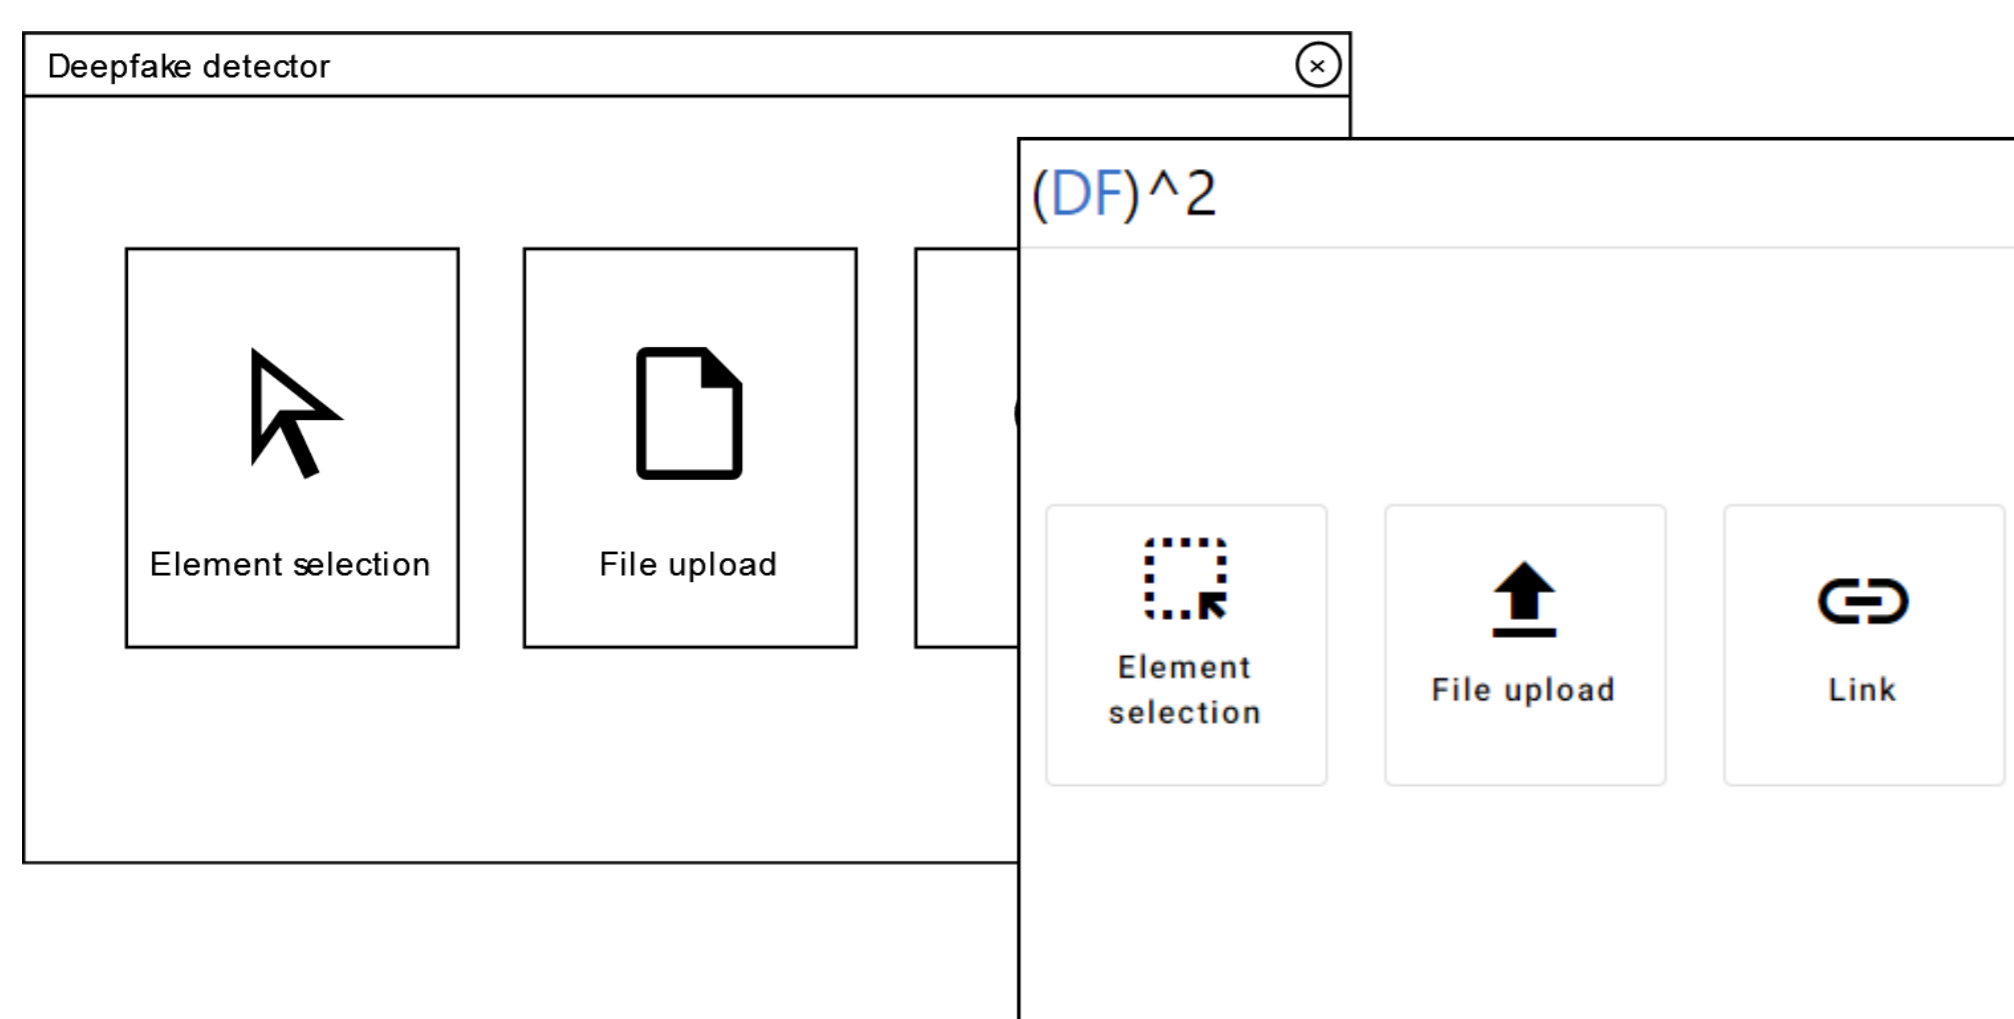 Deepfake detector
Element selection
File upload
(DF)^2
Element
selection
File upload
Link